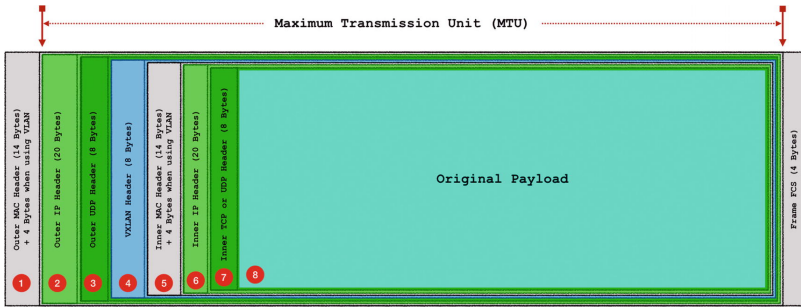 Maximum Transmission Unit (MTU)
Outer MAC Header (14 Bytes)
+ 4 Bytes when using VLAN
Outer IP Header (20 Bytes)
Outer UDP Header (8 Bytes)
VXLAN Header (8 Bytes)
Inner MAC Header (14 Bytes)
+ 4 Bytes when using VLAN
Inner IP Header (20 Bytes)
Inner TCP or UDP Header (8 Bytes)
Original Payload
Frame FCS (4 Bytes)
1
2
3
4
5
6
7
8